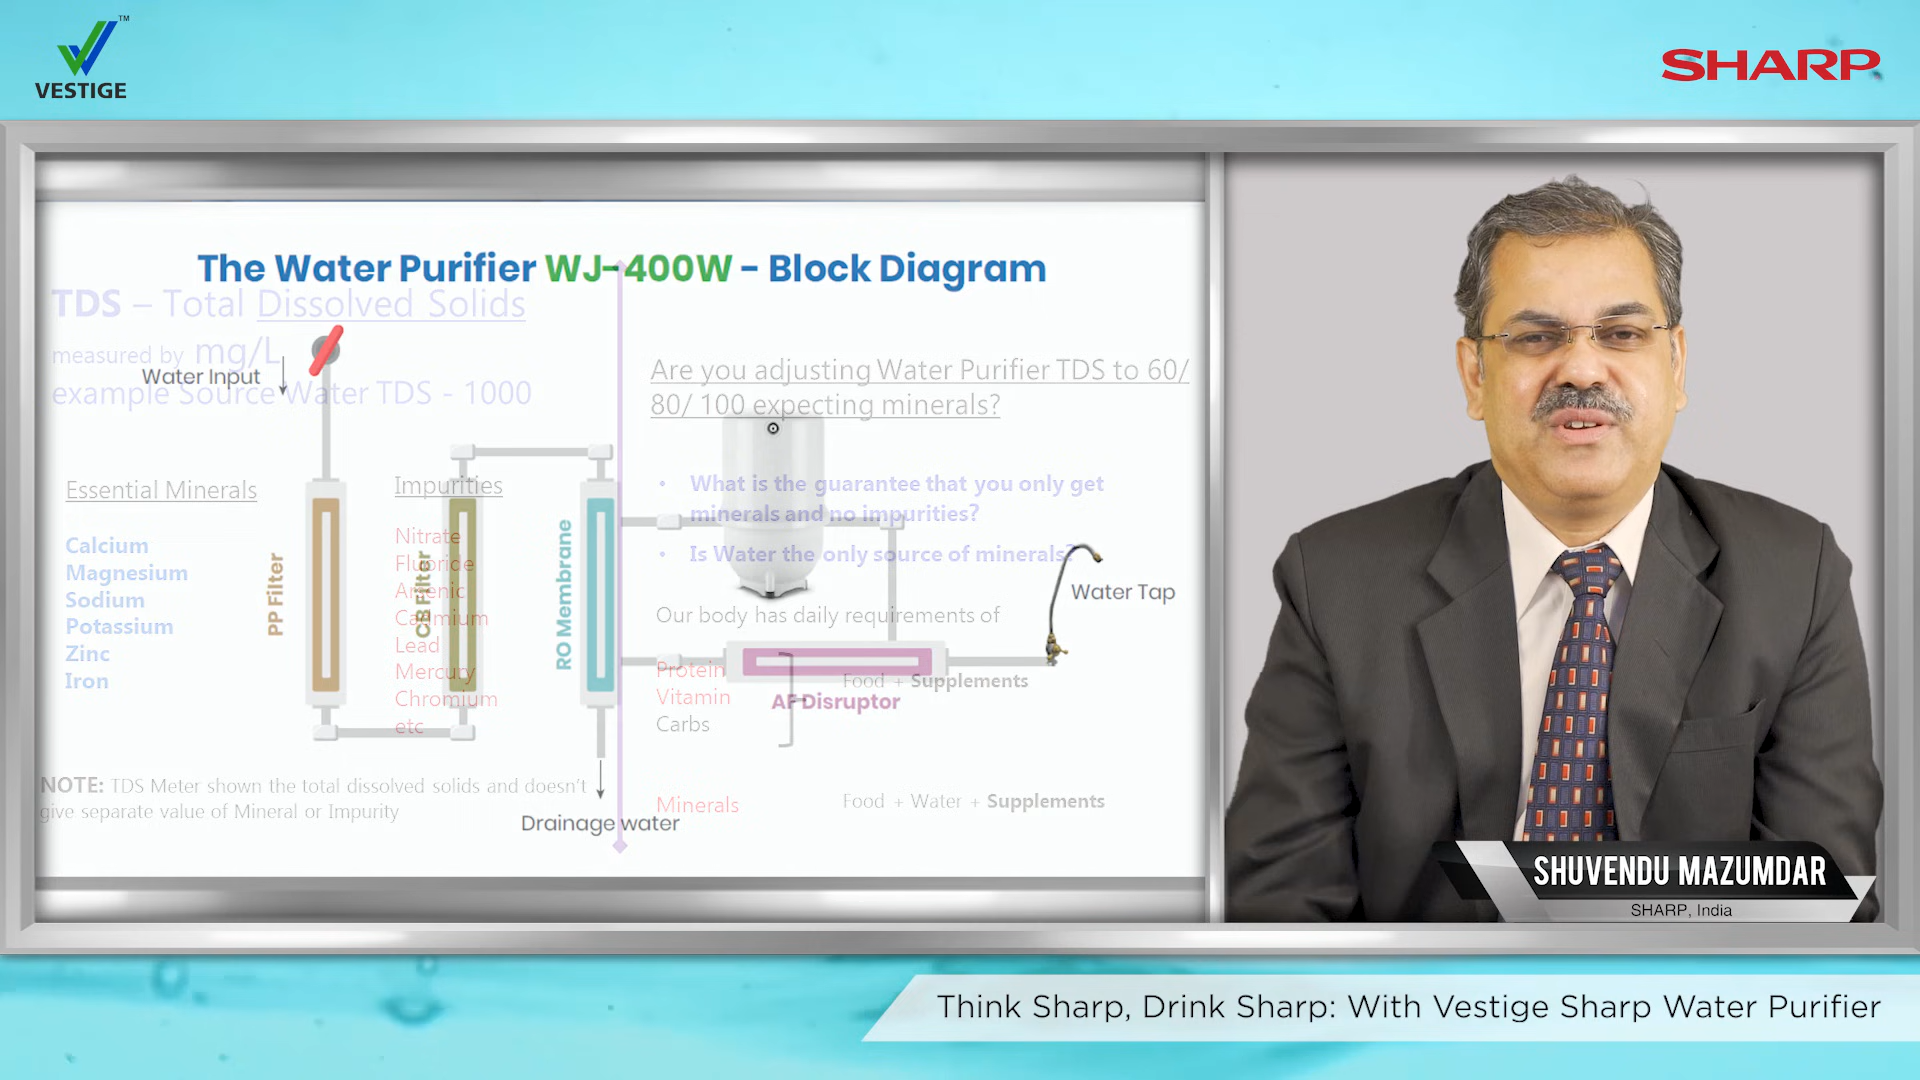 VESTIGE
TM
SHARP
The Water Purifier WJ-400W - Block Diagram
TDS – Total Dissolved Solids
measured by mg/L
Water Input
example Source Water TDS - 1000
Essential Minerals
Calcium
Magnesium
Sodium
Potassium
Zinc
Iron
Impurities
Nitrate
Fluoride
Arsenic
Cadmium
Lead
Mercury
Chromium
etc
PP Filter
CB Filter
RO Membrane
NOTE: TDS Meter shown the total dissolved solids and doesn't
give separate value of Mineral or Impurity
Drainage water
Are you adjusting Water Purifier TDS to 60/
80/ 100 expecting minerals?
• What is the guarantee that you only get
minerals and no impurities?
• Is Water the only source of minerals?
Water Tap
Our body has daily requirements of
Protein
Vitamin
Carbs
Food + Supplements
AF Disruptor
Minerals
Food + Water + Supplements
SHUVENDU MAZUMDAR
SHARP, India
Think Sharp, Drink Sharp: With Vestige Sharp Water Purifier